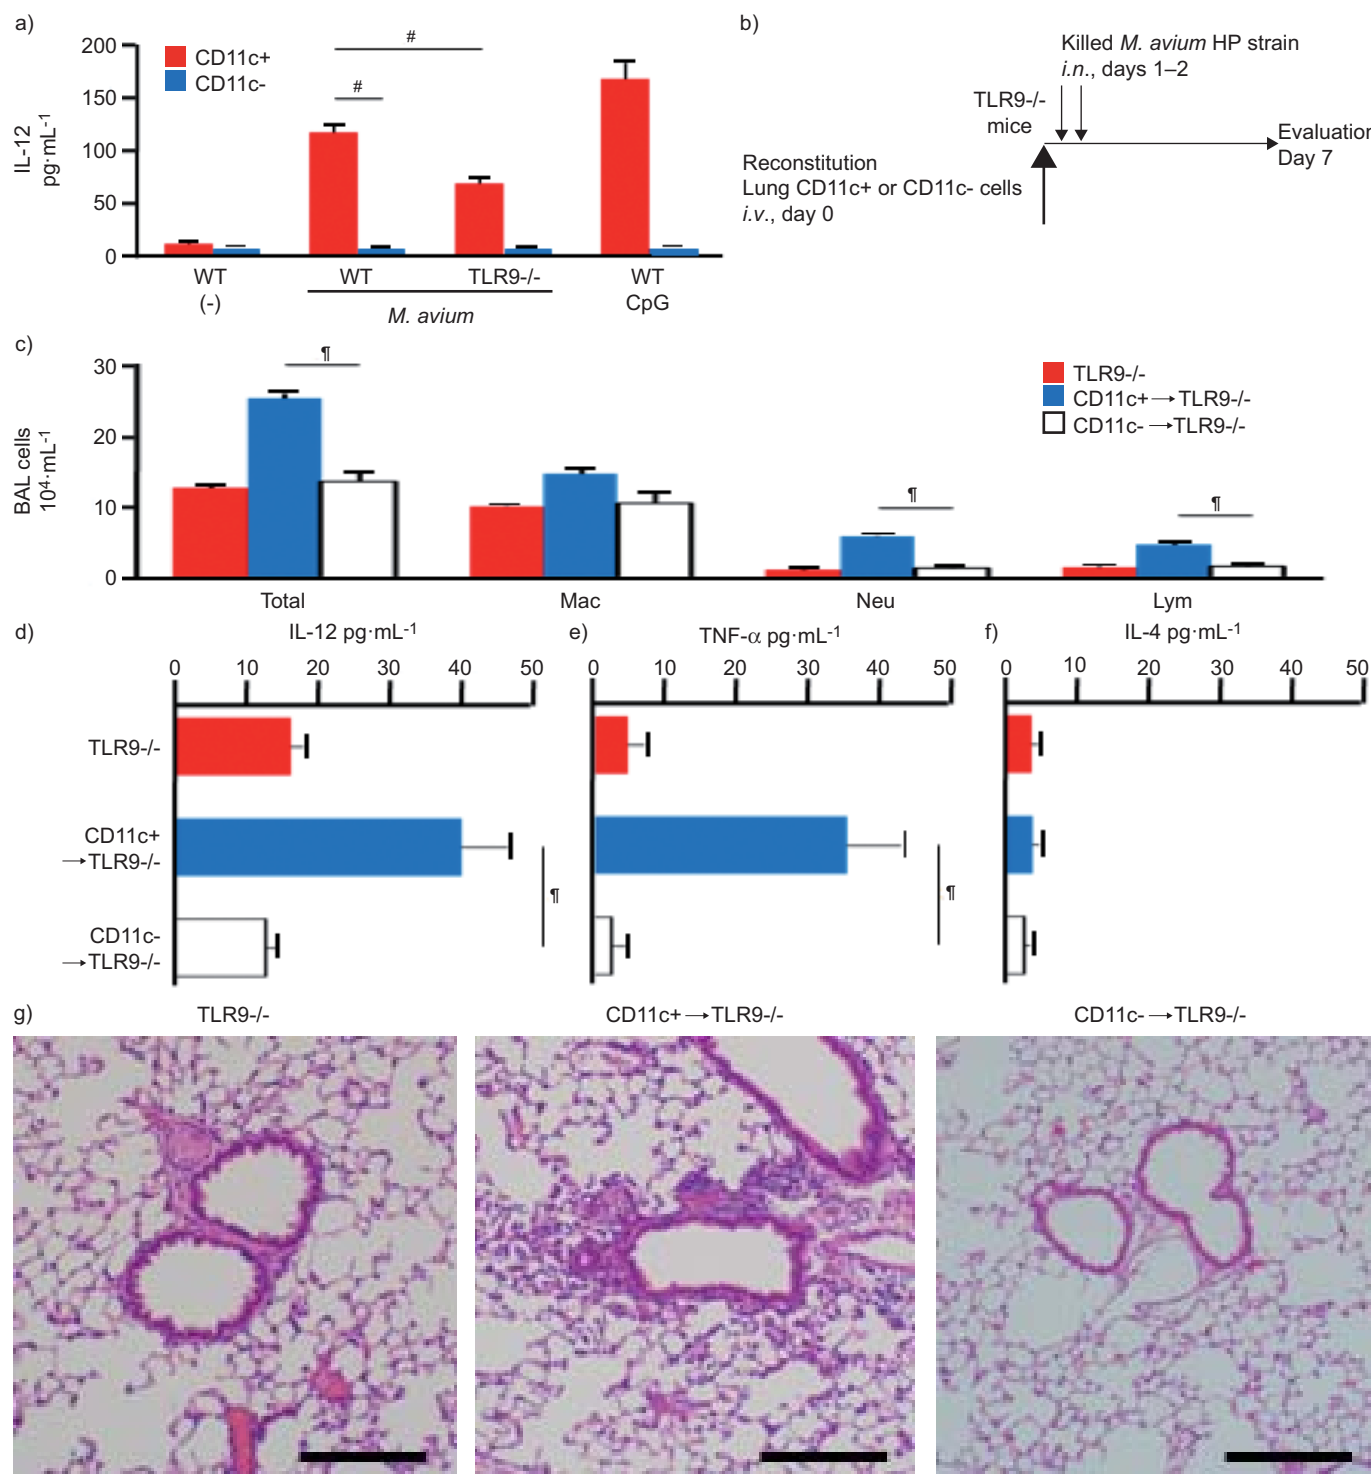 a)
IL-12
pg·mL-1
200
150
100
50
0
CD11c+
CD11c-
#
#
WT
(-)
WT
TLR9-/-
M. avium
WT
CpG
b)
Killed M. avium HP strain
i.n., days 1–2
TLR9-/-
mice
Evaluation
Day 7
Reconstitution
Lung CD11c+ or CD11c- cells
i.v., day 0
c)
BAL cells
10⁴·mL-1
30
20
10
0
¶
¶
¶
TLR9-/-
CD11c+→TLR9-/-
CD11c-→TLR9-/-
Total
Mac
Neu
Lym
d)
IL-12 pg·mL-1
0 10 20 30 40 50
TLR9-/-
CD11c+
→TLR9-/-
CD11c-
→TLR9-/-
¶
e)
TNF-α pg·mL-1
0 10 20 30 40 50
¶
f)
IL-4 pg·mL-1
0 10 20 30 40 50
g)
TLR9-/-
CD11c+→TLR9-/-
CD11c-→TLR9-/-